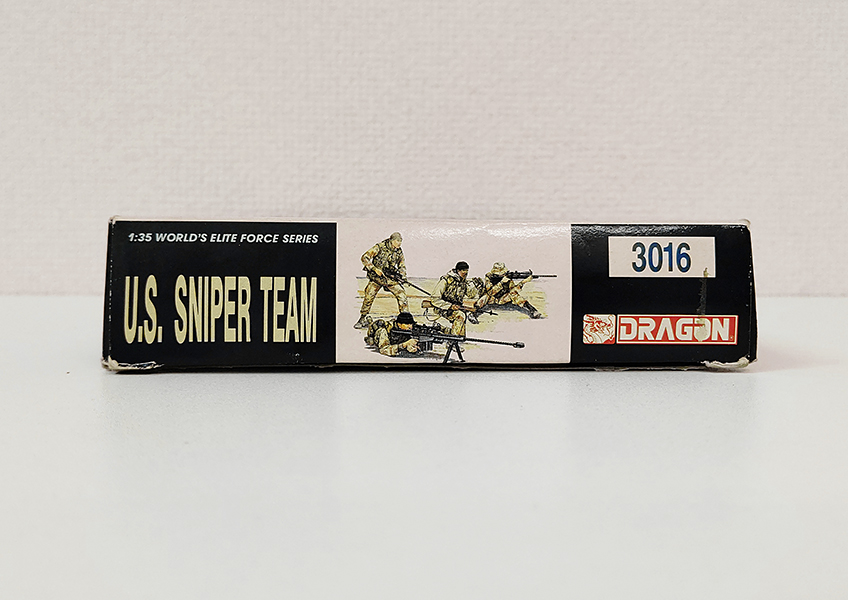 1:35 WORLD'S ELITE FORCE SERIES
U.S. SNIPER TEAM
3016
DRAGON